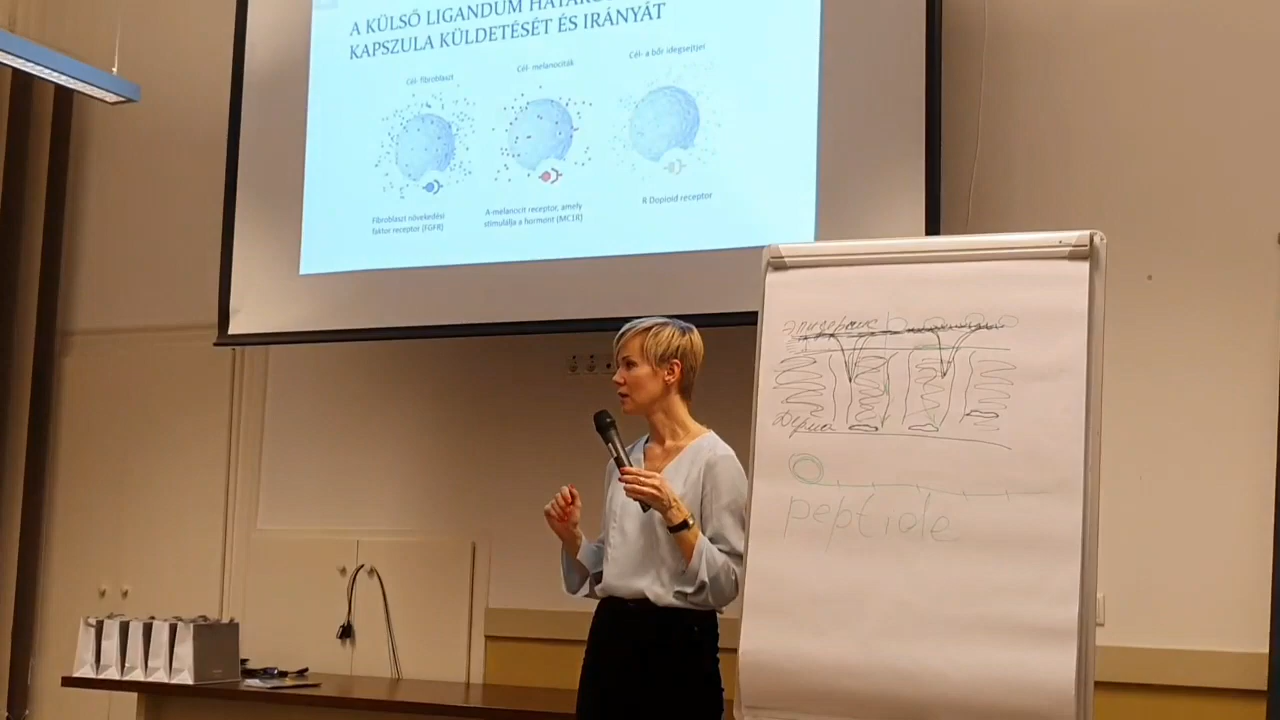 A KÜLSŐ LIGANDUM
KAPSZULA KÜLDETÉSÉT ÉS IRÁNYÁT
Cél- fibroblaszt
Cél- melanociták
Cél- a bőr idegsejtjei
Fibroblaszt növekedési
faktor receptor (FGFR)
A-melanocit receptor, amely
stimulálja a hormont (MC1R)
R Dopioid receptor
Эпидермис
Дерма
peptide